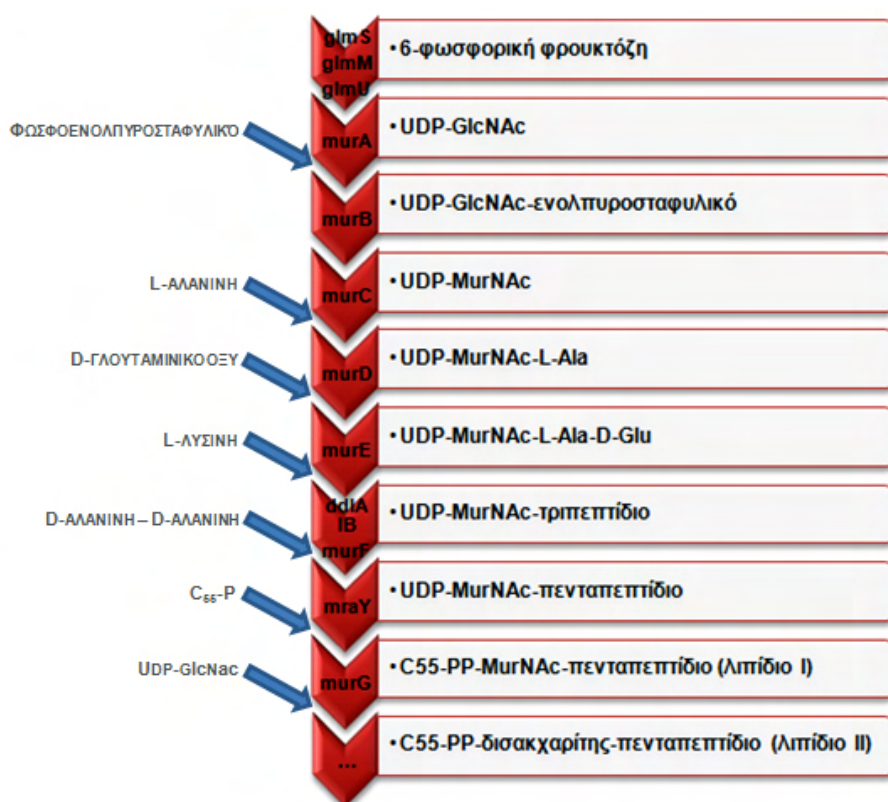 glmS
glmM
glmU
•6-φωσφορική φρουκτόζη
ΦΩΣΦΟΕΝΟΛΠΥΡΟΣΤΑΦΥΛΙΚΌ
murA
•UDP-GlcNAc
murB
•UDP-GlcNAc-ενολπυροσταφυλικό
L-ΑΛΑΝΙΝΗ
murC
•UDP-MurNAc
D-ΓΛΟΥΤΑΜΙΝΙΚΟ ΟΞΥ
murD
•UDP-MurNAc-L-Ala
L-ΛΥΣΙΝΗ
murE
•UDP-MurNAc-L-Ala-D-Glu
D-ΑΛΑΝΙΝΗ – D-ΑΛΑΝΙΝΗ
ddlA
lB
murF
•UDP-MurNAc-τριπεπτίδιο
C₅₅-P
mraY
•UDP-MurNAc-πενταπεπτίδιο
UDP-GlcNac
murG
•C55-PP-MurNAc-πενταπεπτίδιο (λιπίδιο I)
...
•C55-PP-δισακχαρίτης-πενταπεπτίδιο (λιπίδιο II)